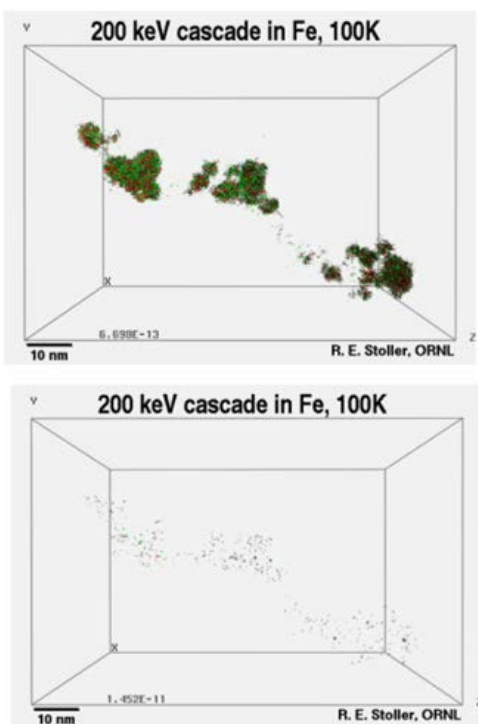 Y
200 keV cascade in Fe, 100K
X
6.698E-13
Z
10 nm
R. E. Stoller, ORNL
Y
200 keV cascade in Fe, 100K
X
1.452E-11
10 nm
R. E. Stoller, ORNL